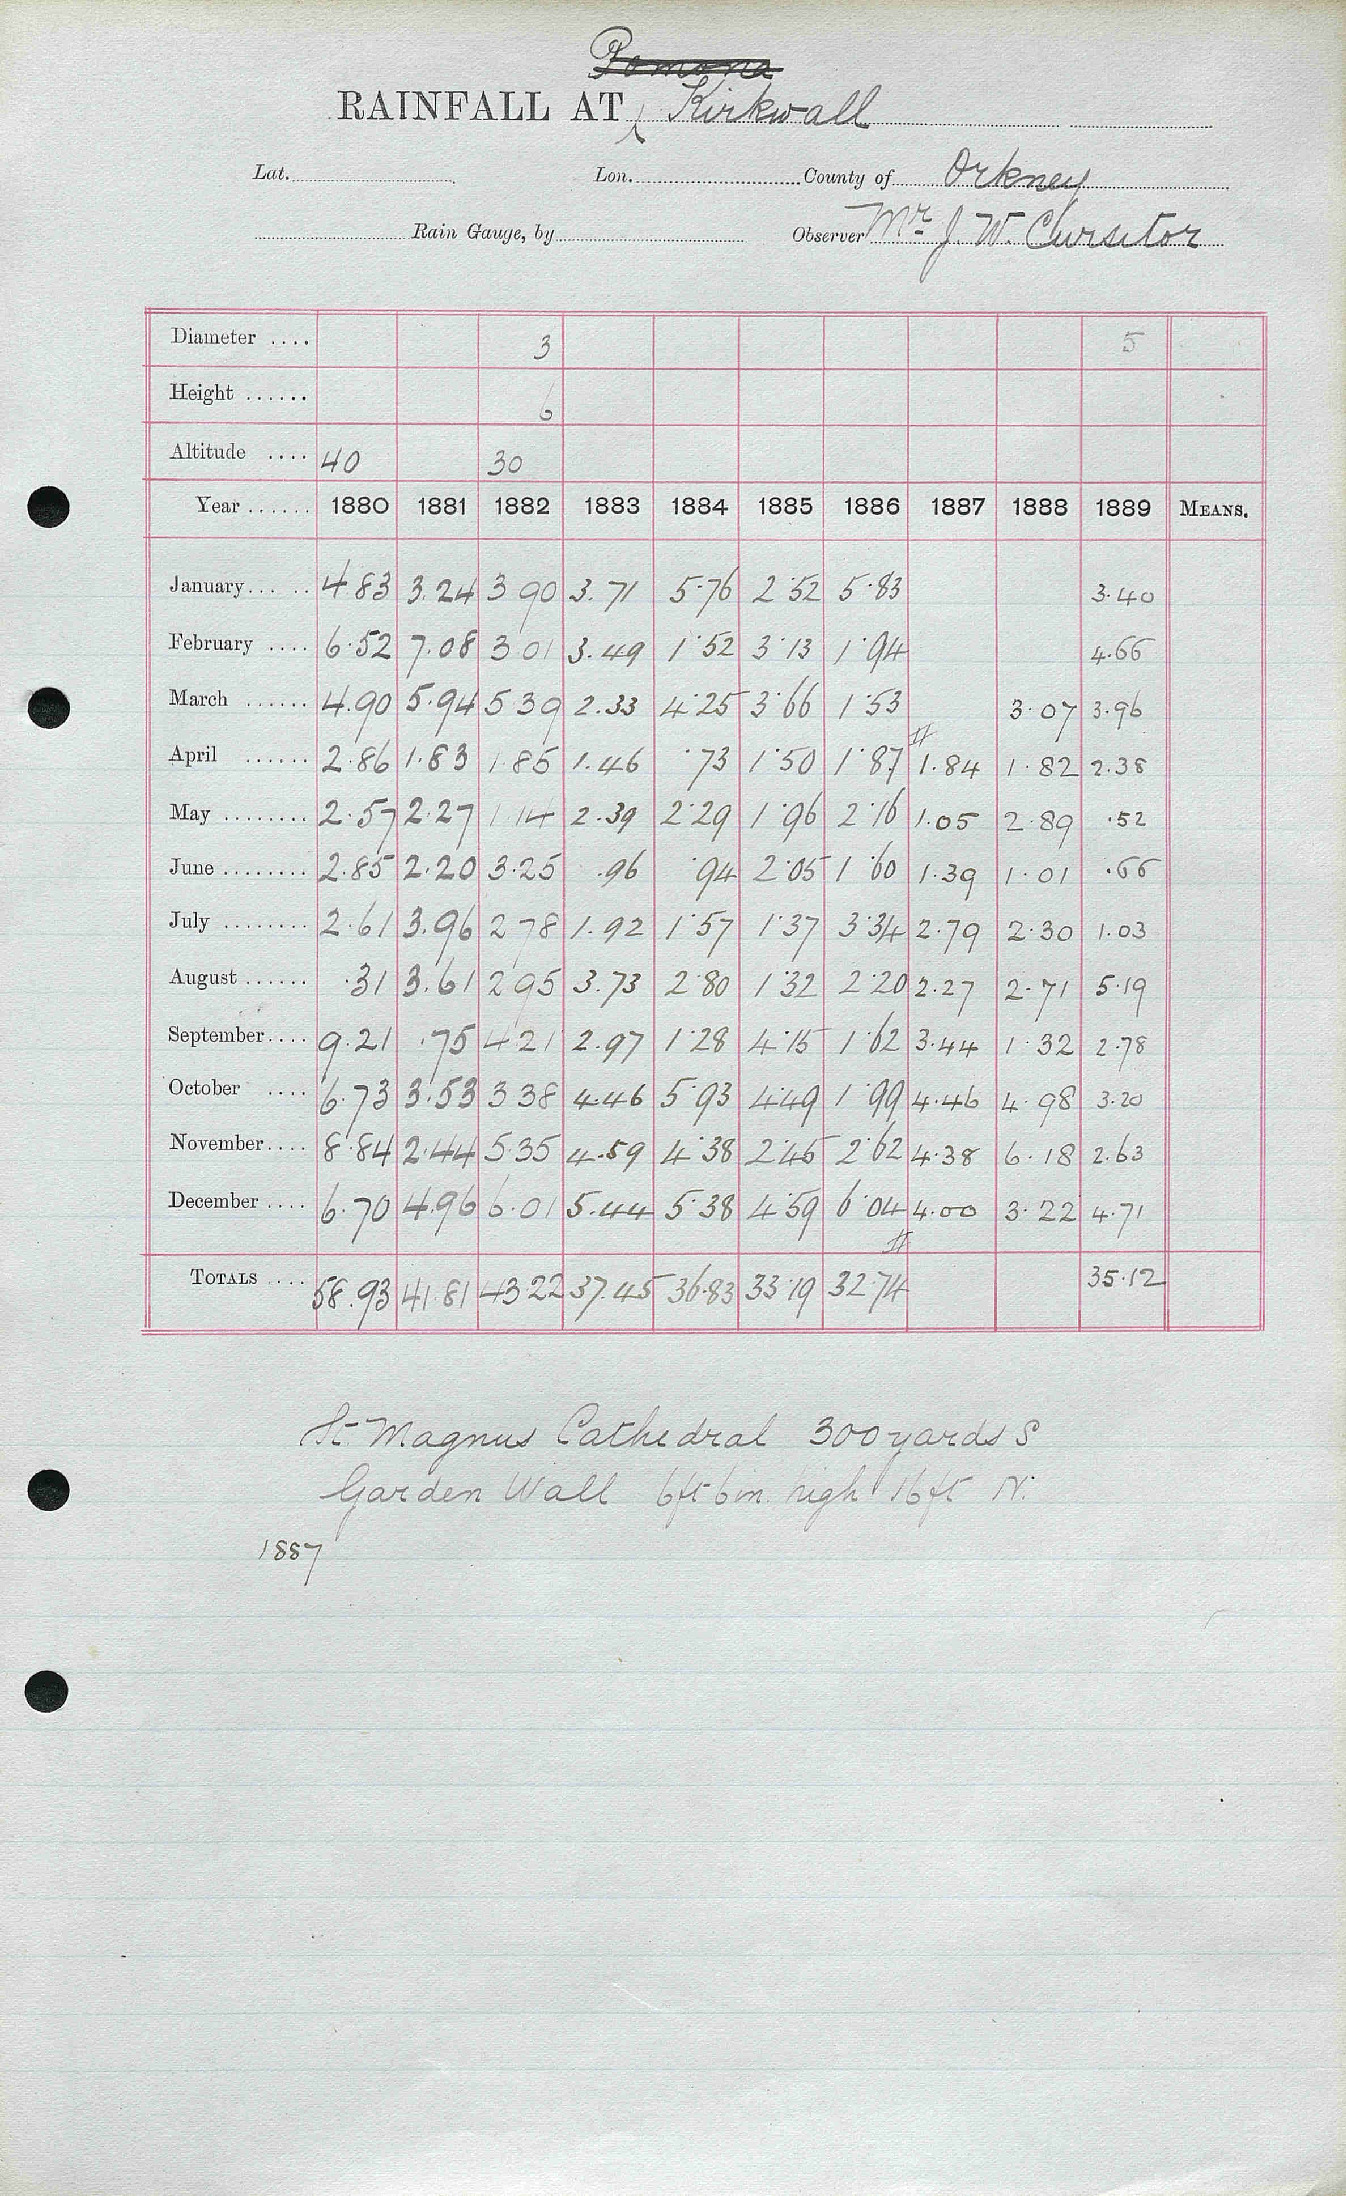 Pomona
RAINFALL AT Kirkwall
Lat. Lon. County of Orkney
Rain Gauge, by Observer Mr J. W. Cursitor
Diameter .... 3 5
Height ...... 6
Altitude .... 40 30
Year ...... 1880 1881 1882 1883 1884 1885 1886 1887 1888 1889 MEANS.
January ..... 4.83 3.24 3 90 3.71 5.76 2.52 5.83 3.40
February .... 6.52 7.08 3 01 3.49 1.52 3.13 1.94 4.66
March ...... 4.90 5.94 5 39 2.33 4.25 3.66 1.53 3.07 3.96
April ...... 2.86 1.83 1.85 1.46 .73 1.50 1.87 # 1.84 1.82 2.38
May ........ 2.57 2.27 1.14 2.39 2.29 1.96 2.16 1.05 2.89 .52
June ........ 2.85 2.20 3.25 .96 .94 2.05 1.60 1.39 1.01 .66
July ........ 2.61 3.96 2 78 1.92 1.57 1.37 3.34 2.79 2.30 1.03
August ...... .31 3.61 2 95 3.73 2.80 1.32 2.20 2.27 2.71 5.19
September .... 9.21 .75 4 21 2.97 1.28 4.15 1.62 3.44 1.32 2.78
October .... 6.73 3.53 3 38 4.46 5.93 4.49 1.99 4.46 4.98 3.20
November .... 8.84 2.44 5.35 4.59 4.38 2.45 2.62 4.38 6.18 2.63
December .... 6.70 4.96 6.01 5.44 5.38 4.59 6.04 4.00 3.22 4.71
#
TOTALS .... 58.93 41.81 43.22 37.45 36.83 33.19 32.74 35.12
St. Magnus Cathedral 300 yards S
Garden Wall 6ft 6in. high 16ft N.
1887